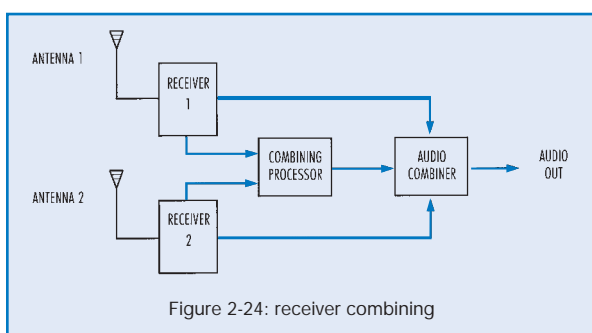 ANTENNA 1
RECEIVER
1
COMBINING
PROCESSOR
AUDIO
COMBINER
AUDIO
OUT
ANTENNA 2
RECEIVER
2
Figure 2-24: receiver combining